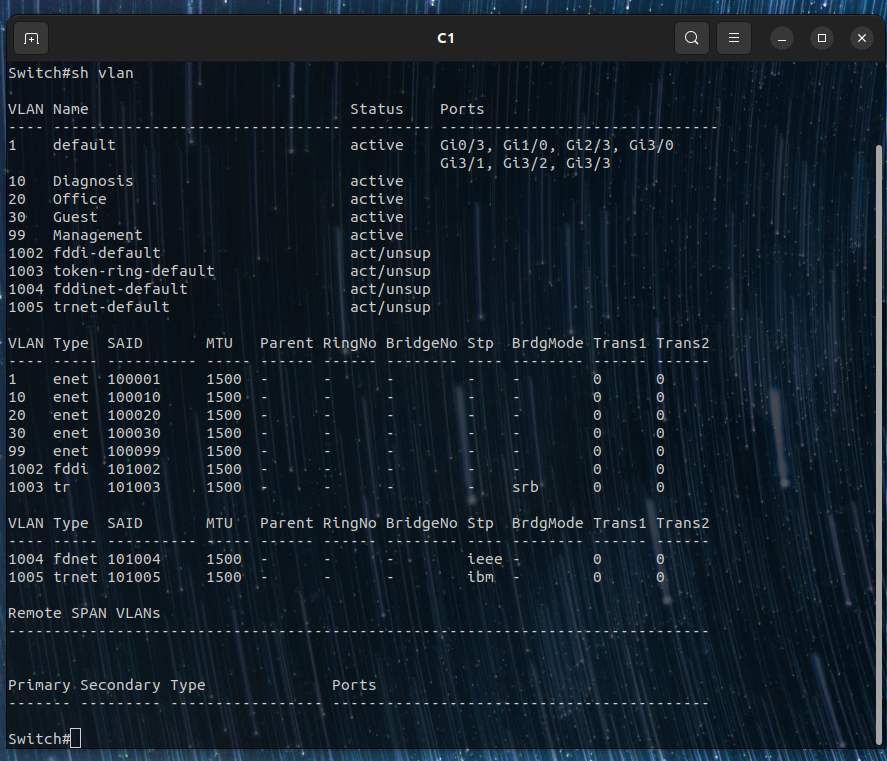 C1
Switch#sh vlan
VLAN Name                             Status    Ports
---- -------------------------------- --------- -------------------------------
1    default                          active    Gi0/3, Gi1/0, Gi2/3, Gi3/0
                                                Gi3/1, Gi3/2, Gi3/3
10   Diagnosis                        active
20   Office                           active
30   Guest                            active
99   Management                       active
1002 fddi-default                     act/unsup
1003 token-ring-default               act/unsup
1004 fddinet-default                  act/unsup
1005 trnet-default                    act/unsup
VLAN Type  SAID       MTU   Parent RingNo BridgeNo Stp  BrdgMode Trans1 Trans2
---- ----- ---------- ----- ------ ------ -------- ---- -------- ------ ------
1    enet  100001     1500  -      -      -        -    -        0      0
10   enet  100010     1500  -      -      -        -    -        0      0
20   enet  100020     1500  -      -      -        -    -        0      0
30   enet  100030     1500  -      -      -        -    -        0      0
99   enet  100099     1500  -      -      -        -    -        0      0
1002 fddi  101002     1500  -      -      -        -    -        0      0
1003 tr    101003     1500  -      -      -        -    srb      0      0
VLAN Type  SAID       MTU   Parent RingNo BridgeNo Stp  BrdgMode Trans1 Trans2
---- ----- ---------- ----- ------ ------ -------- ---- -------- ------ ------
1004 fdnet 101004     1500  -      -      -        ieee -        0      0
1005 trnet 101005     1500  -      -      -        ibm  -        0      0
Remote SPAN VLANs
------------------------------------------------------------------------------
Primary Secondary Type              Ports
------- --------- ----------------- ------------------------------------------
Switch#